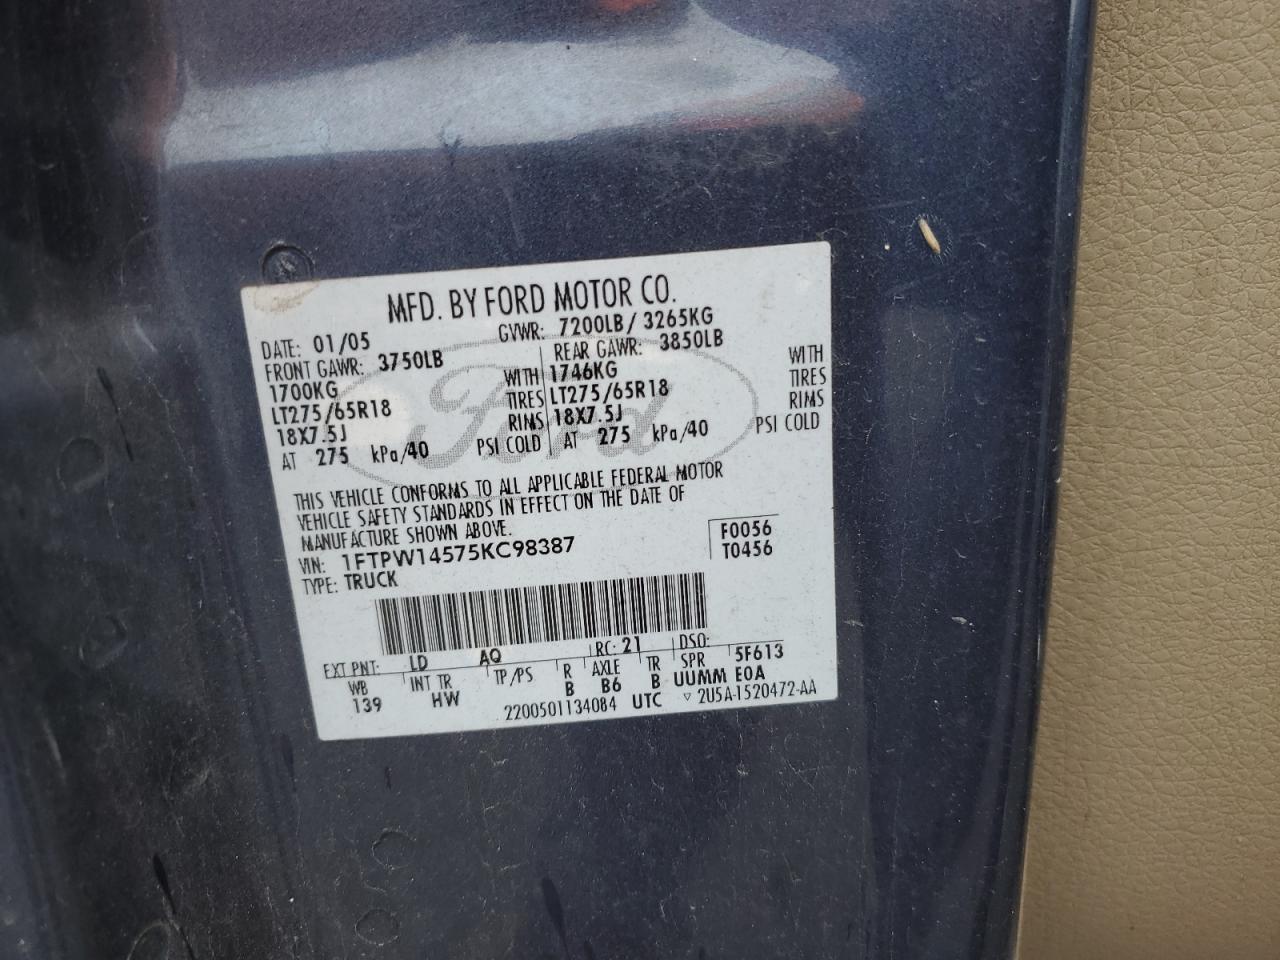 MFD. BY FORD MOTOR CO.
DATE: 01/05 GVWR: 7200LB/ 3265KG
FRONT GAWR: 3750LB REAR GAWR: 3850LB
1700KG WITH 1746KG WITH
LT275/65R18 TIRES LT275/65R18 TIRES
18X7.5J RIMS 18X7.5J RIMS
AT 275 kPa/40 PSI COLD AT 275 kPa/40 PSI COLD
Ford
THIS VEHICLE CONFORMS TO ALL APPLICABLE FEDERAL MOTOR
VEHICLE SAFETY STANDARDS IN EFFECT ON THE DATE OF
MANUFACTURE SHOWN ABOVE.
VIN: 1FTPW14575KC98387 F0056
TYPE: TRUCK T0456
EXT PNT: LD AQ RC: 21 DSO:
WB INT TR TP/PS R AXLE TR SPR 5F613
139 HW B B6 B UUMM EOA
2200501134084 UTC ▽ 2U5A-1520472-AA